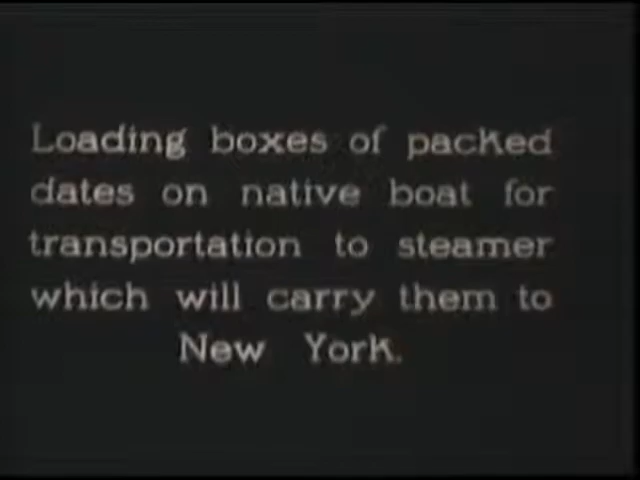 Loading boxes of packed
dates on native boat for
transportation to steamer
which will carry them to
New York.